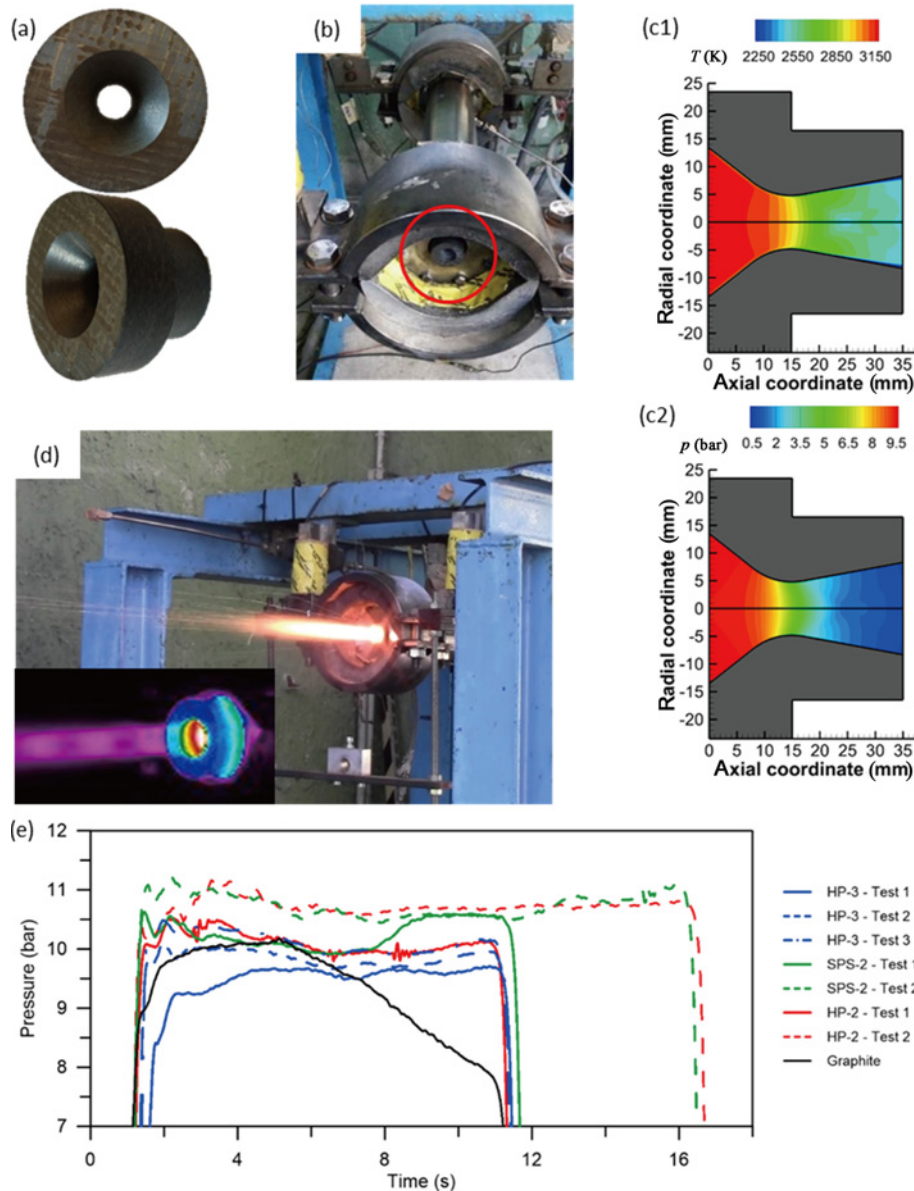 (a)
(b)
(c1)
T (K)
2250 2550 2850 3150
25
20
15
10
5
0
-5
-10
-15
-20
Radial coordinate (mm)
0 5 10 15 20 25 30 35
Axial coordinate (mm)
(c2)
p (bar)
0.5 2 3.5 5 6.5 8 9.5
25
20
15
10
5
0
-5
-10
-15
-20
Radial coordinate (mm)
0 5 10 15 20 25 30 35
Axial coordinate (mm)
(d)
(e)
12
11
10
9
8
7
Pressure (bar)
0 4 8 12 16
Time (s)
HP-3 - Test 1
HP-3 - Test 2
HP-3 - Test 3
SPS-2 - Test 1
SPS-2 - Test 2
HP-2 - Test 1
HP-2 - Test 2
Graphite